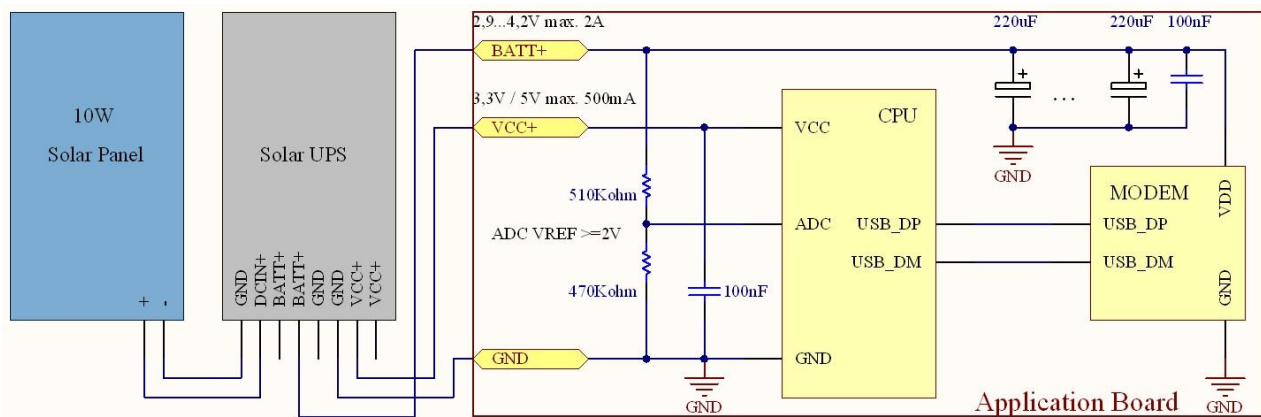 10W
Solar Panel
+
-
Solar UPS
GND
DCIN+
BATT+
BATT+
GND
GND
VCC+
VCC+
2,9...4,2V max. 2A
BATT+
3,3V / 5V max. 500mA
VCC+
510Kohm
ADC VREF >=2V
470Kohm
100nF
GND
GND
CPU
VCC
ADC
USB_DP
USB_DM
GND
220uF
220uF
100nF
+
...
+
GND
MODEM
VDD
USB_DP
USB_DM
GND
GND
Application Board